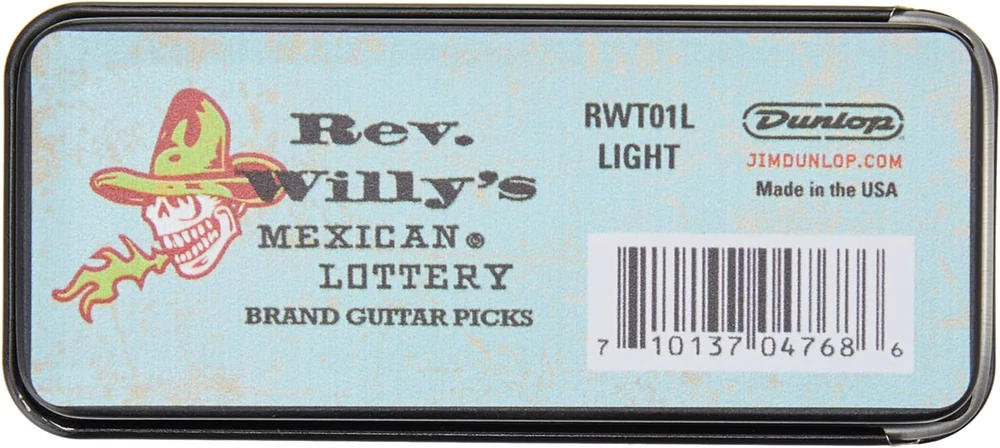 Rev.
Willy's
MEXICAN®
LOTTERY
BRAND GUITAR PICKS
RWT01L
LIGHT
Dunlop
JIMDUNLOP.COM
Made in the USA
7 10137 04768 6